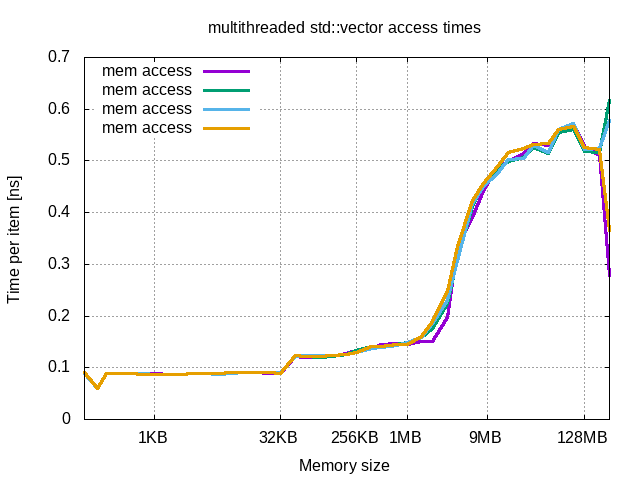 multithreaded std::vector access times
Time per item [ns]
0.7
0.6
0.5
0.4
0.3
0.2
0.1
0
mem access
mem access
mem access
mem access
1KB 32KB 256KB 1MB 9MB 128MB
Memory size